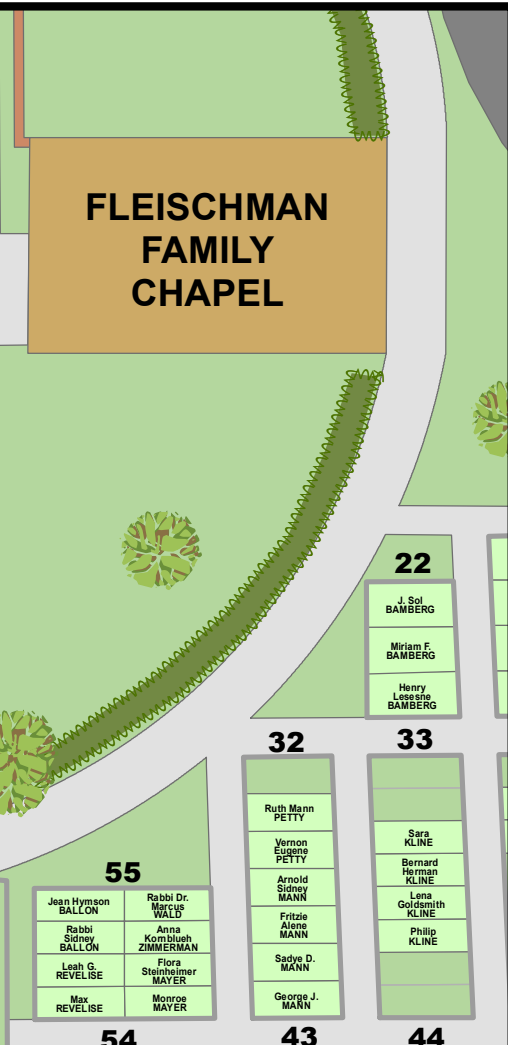 FLEISCHMAN
FAMILY
CHAPEL
22
J. Sol
BAMBERG
Miriam F.
BAMBERG
Henry
Lesesne
BAMBERG
32
33
Ruth Mann
PETTY
Vernon
Eugene
PETTY
Arnold
Sidney
MANN
Fritzie
Alene
MANN
Sadye D.
MANN
George J.
MANN
Sara
KLINE
Bernard
Herman
KLINE
Lena
Goldsmith
KLINE
Philip
KLINE
55
Jean Hymson
BALLON
Rabbi
Sidney
BALLON
Leah G.
REVELISE
Max
REVELISE
Rabbi Dr.
Marcus
WALD
Anna
Kornblueh
ZIMMERMAN
Flora
Steinheimer
MAYER
Monroe
MAYER
54
43
44